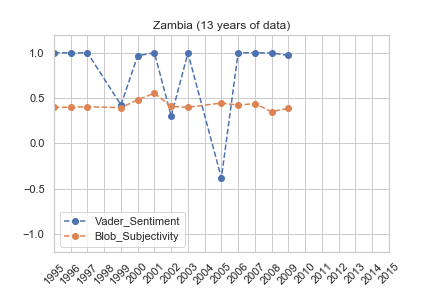 Zambia (13 years of data)
1.0
0.5
0.0
−0.5
−1.0
Vader_Sentiment
Blob_Subjectivity
1995 1996 1997 1998 1999 2000 2001 2002 2003 2004 2005 2006 2007 2008 2009 2010 2011 2012 2013 2014 2015